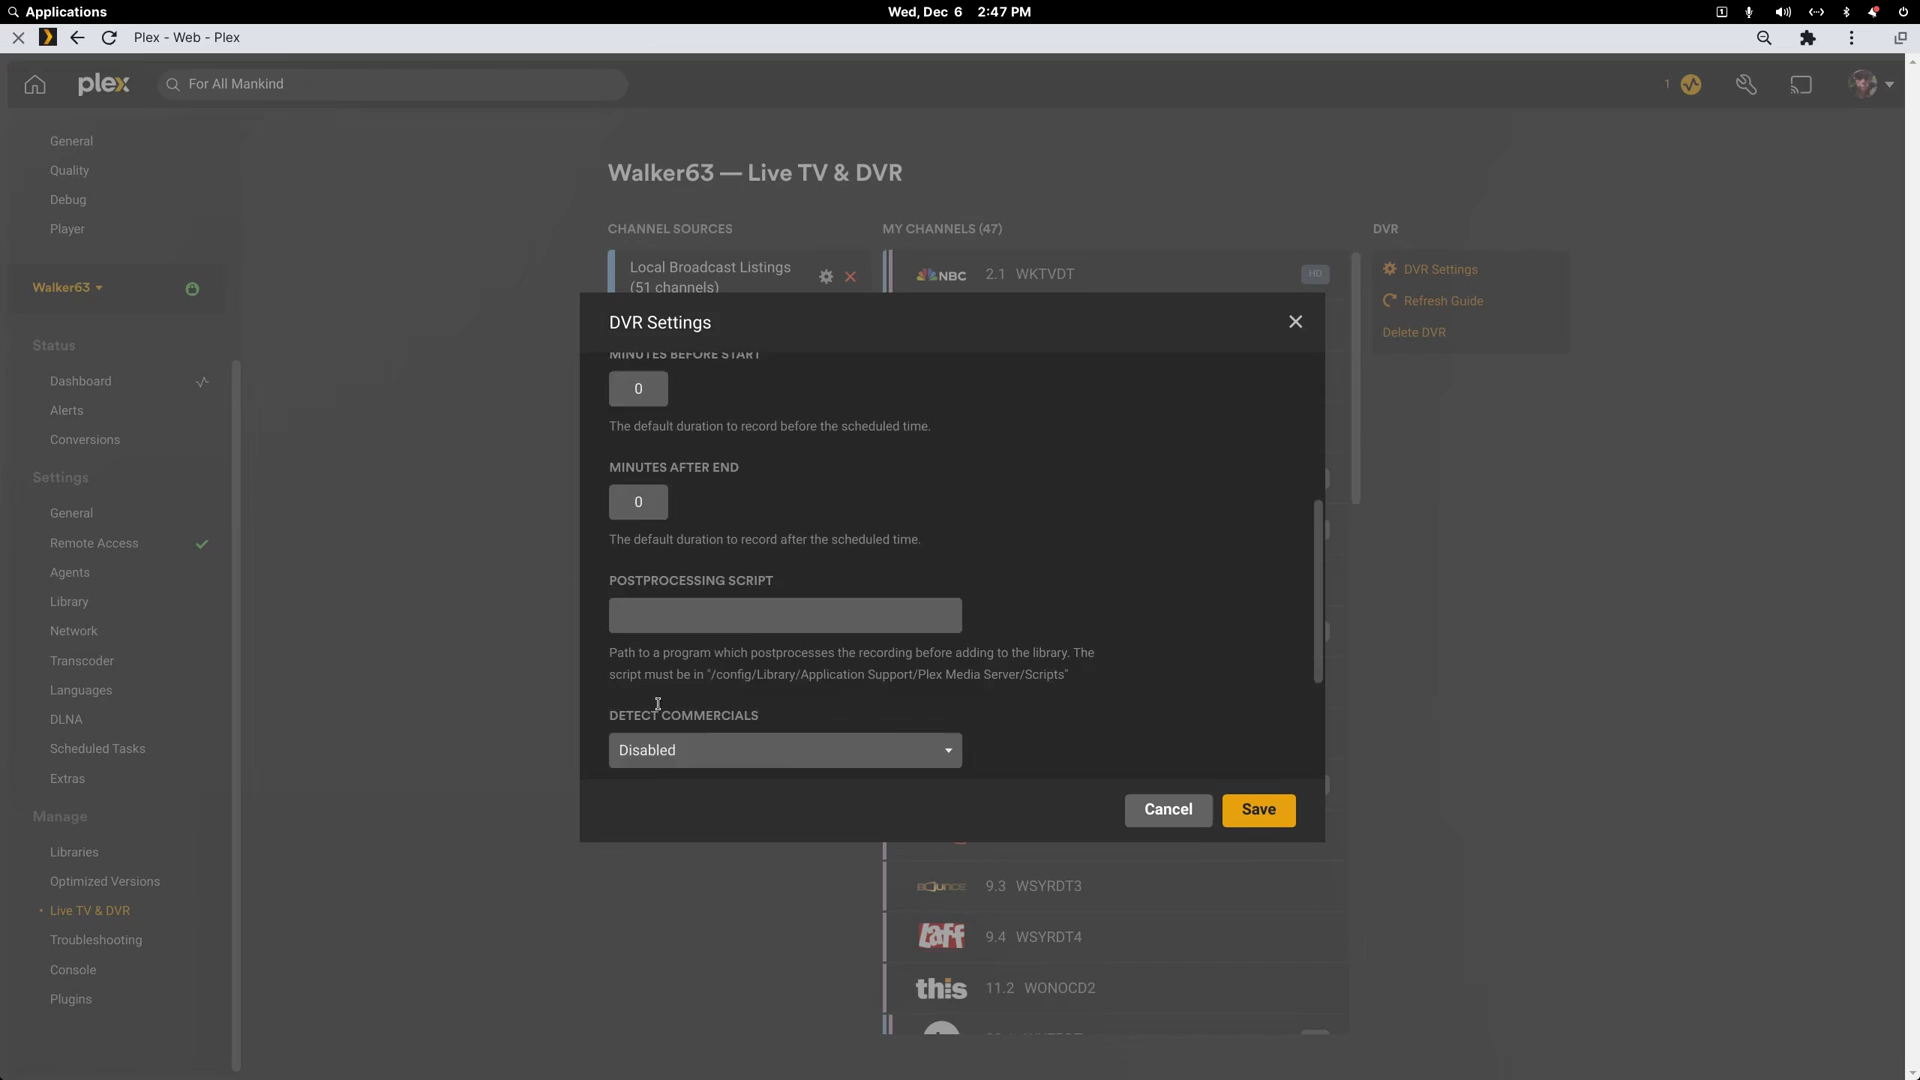 Applications
Wed, Dec 6 2:47 PM
1
Plex - Web - Plex
plex
For All Mankind
1
General
Quality
Debug
Player
Walker63
Status
Dashboard
Alerts
Conversions
Settings
General
Remote Access
Agents
Library
Network
Transcoder
Languages
DLNA
Scheduled Tasks
Extras
Manage
Libraries
Optimized Versions
Live TV & DVR
Troubleshooting
Console
Plugins
Walker63 — Live TV & DVR
CHANNEL SOURCES
Local Broadcast Listings
(51 channels)
MY CHANNELS (47)
NBC 2.1 WKTVDT HD
DVR
DVR Settings
Refresh Guide
Delete DVR
DVR Settings
MINUTES BEFORE START
0
The default duration to record before the scheduled time.
MINUTES AFTER END
0
The default duration to record after the scheduled time.
POSTPROCESSING SCRIPT
Path to a program which postprocesses the recording before adding to the library. The
script must be in "/config/Library/Application Support/Plex Media Server/Scripts"
DETECT COMMERCIALS
Disabled
Cancel
Save
BOUNCE 9.3 WSYRDT3
Laff 9.4 WSYRDT4
this 11.2 WONOCD2